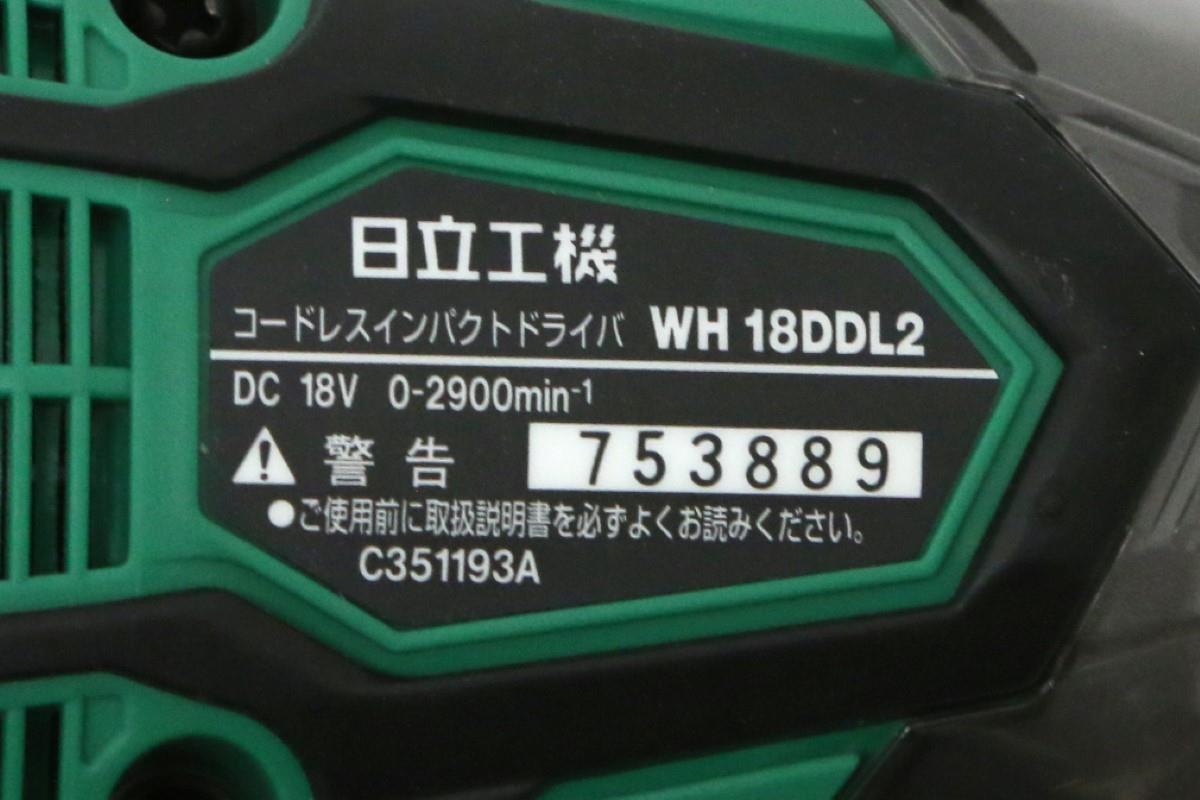 日立工機
コードレスインパクトドライバ WH 18DDL2
DC 18V 0-2900min⁻¹
警告 753889
●ご使用前に取扱説明書を必ずよくお読みください。
C351193A